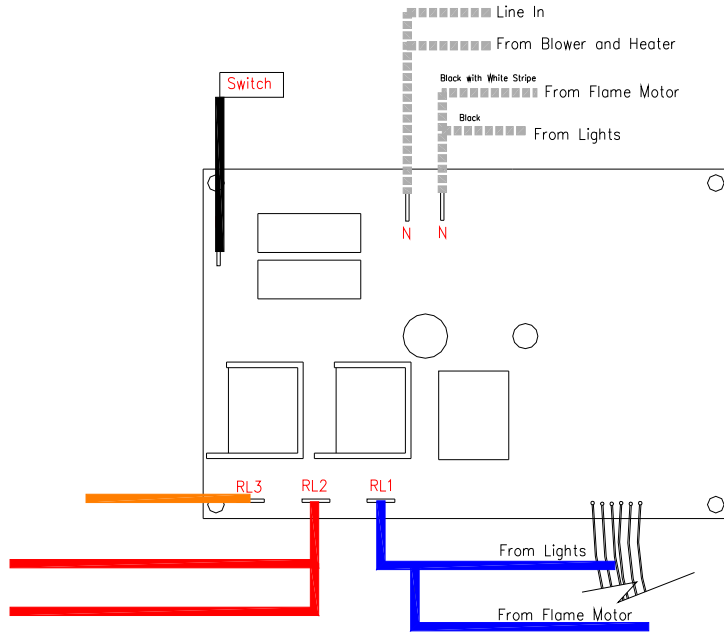 Line In
From Blower and Heater
Switch
Black with White Stripe
From Flame Motor
Black
From Lights
N
N
RL3
RL2
RL1
From Lights
From Flame Motor